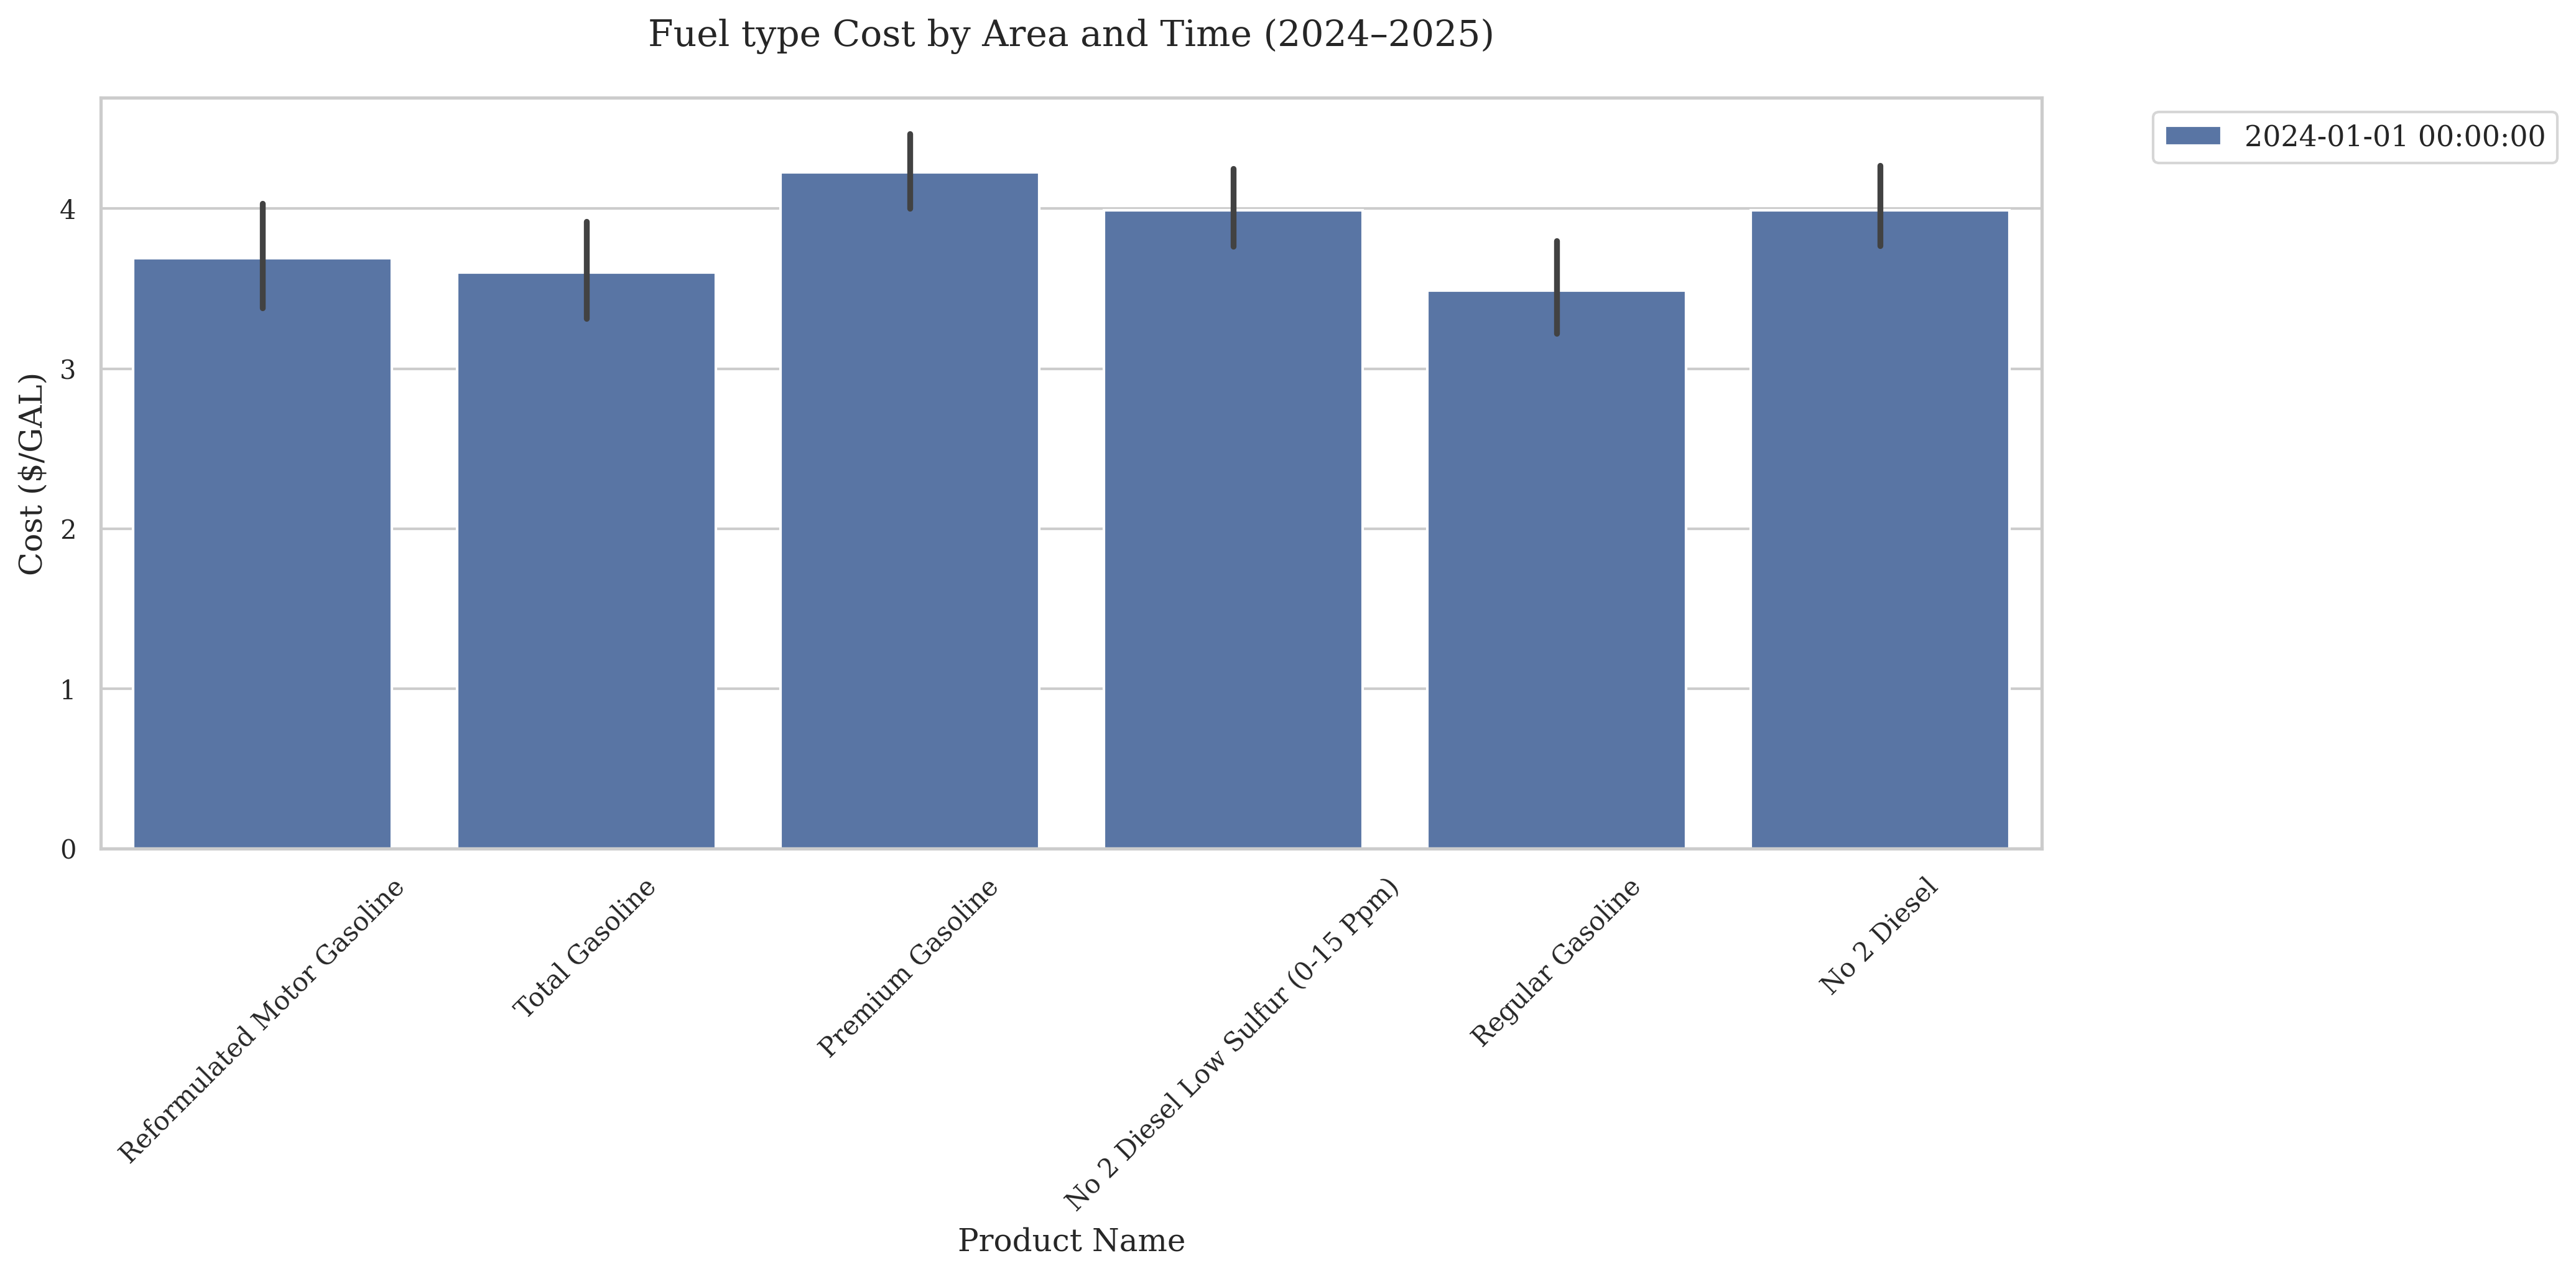 Fuel type Cost by Area and Time (2024–2025)
2024-01-01 00:00:00
Cost ($/GAL)
4
3
2
1
0
Reformulated Motor Gasoline
Total Gasoline
Premium Gasoline
No 2 Diesel Low Sulfur (0-15 Ppm)
Regular Gasoline
No 2 Diesel
Product Name